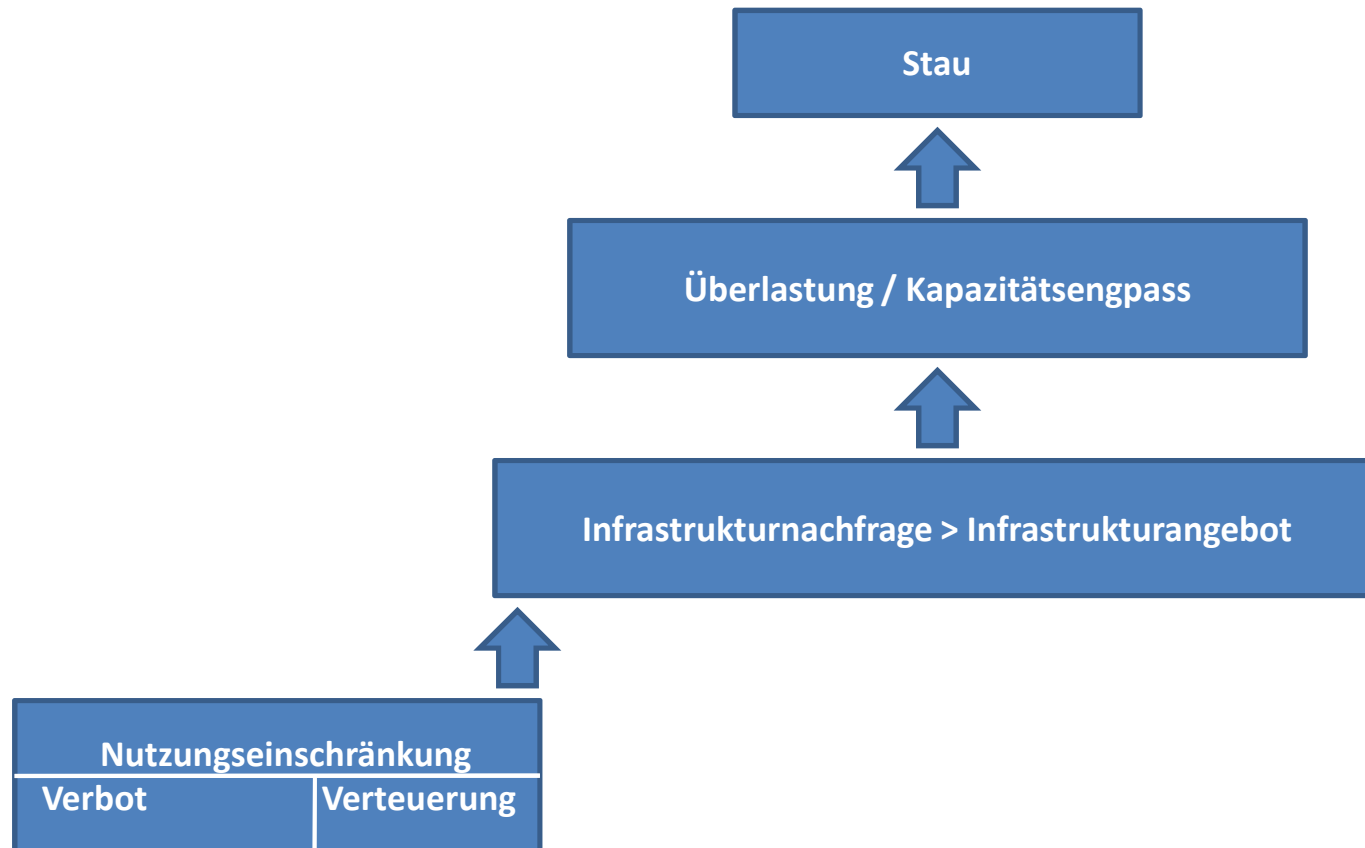 Stau
Überlastung / Kapazitätsengpass
Infrastrukturnachfrage > Infrastrukturangebot
Nutzungseinschränkung
Verbot
Verteuerung